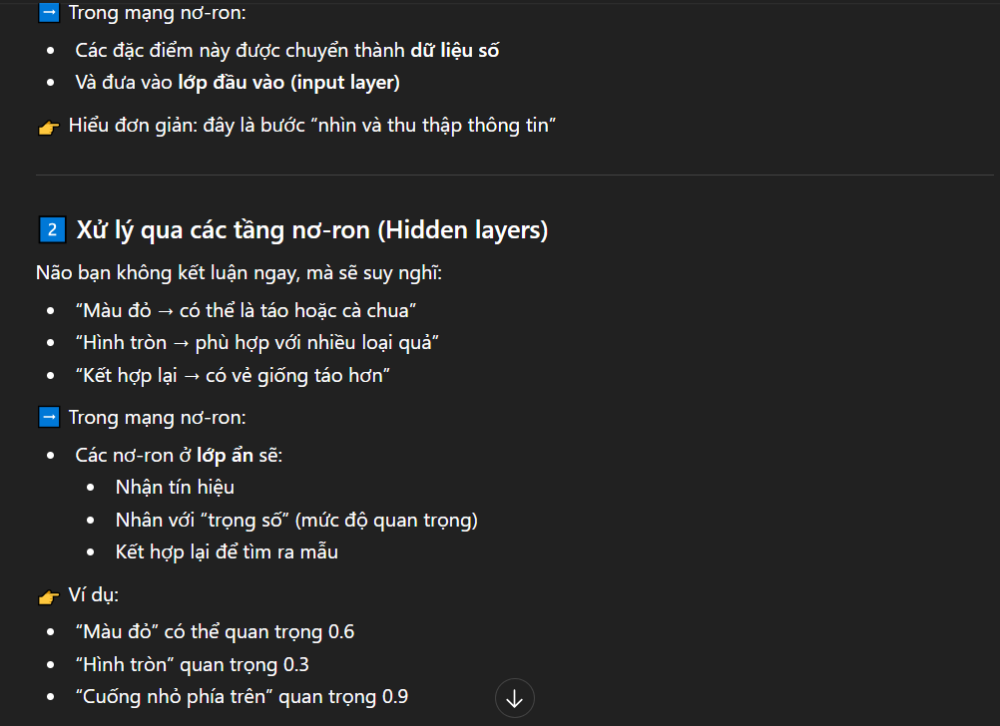 ➡ Trong mạng nơ-ron:
• Các đặc điểm này được chuyển thành dữ liệu số
• Và đưa vào lớp đầu vào (input layer)
👉 Hiểu đơn giản: đây là bước “nhìn và thu thập thông tin”
2 Xử lý qua các tầng nơ-ron (Hidden layers)
Não bạn không kết luận ngay, mà sẽ suy nghĩ:
• “Màu đỏ → có thể là táo hoặc cà chua”
• “Hình tròn → phù hợp với nhiều loại quả”
• “Kết hợp lại → có vẻ giống táo hơn”
➡ Trong mạng nơ-ron:
• Các nơ-ron ở lớp ẩn sẽ:
• Nhận tín hiệu
• Nhân với “trọng số” (mức độ quan trọng)
• Kết hợp lại để tìm ra mẫu
👉 Ví dụ:
• “Màu đỏ” có thể quan trọng 0.6
• “Hình tròn” quan trọng 0.3
• “Cuống nhỏ phía trên” quan trọng 0.9